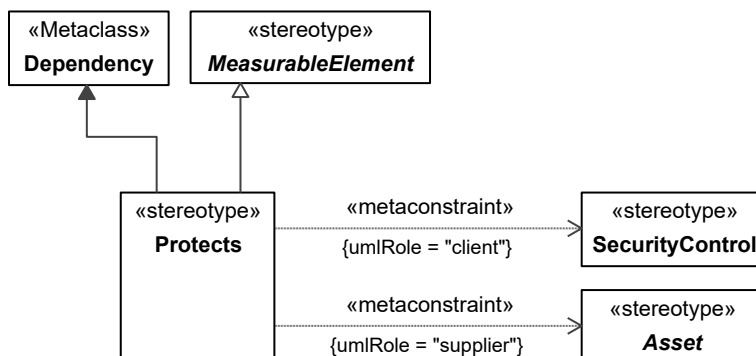 «Metaclass»
Dependency
«stereotype»
MeasurableElement
«stereotype»
Protects
«metaconstraint»
{umlRole = "client"}
«stereotype»
SecurityControl
«metaconstraint»
{umlRole = "supplier"}
«stereotype»
Asset